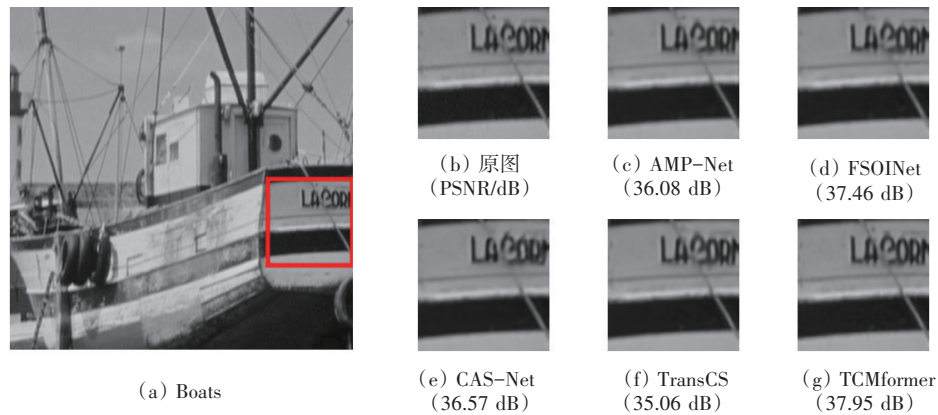 LACORN
LACORN
LACORN
LACOR
(b) 原图
(PSNR/dB)
(c) AMP-Net
(36.08 dB)
(d) FSOINet
(37.46 dB)
LACORN
LACORN
LACORN
(a) Boats
(e) CAS-Net
(36.57 dB)
(f) TransCS
(35.06 dB)
(g) TCMformer
(37.95 dB)